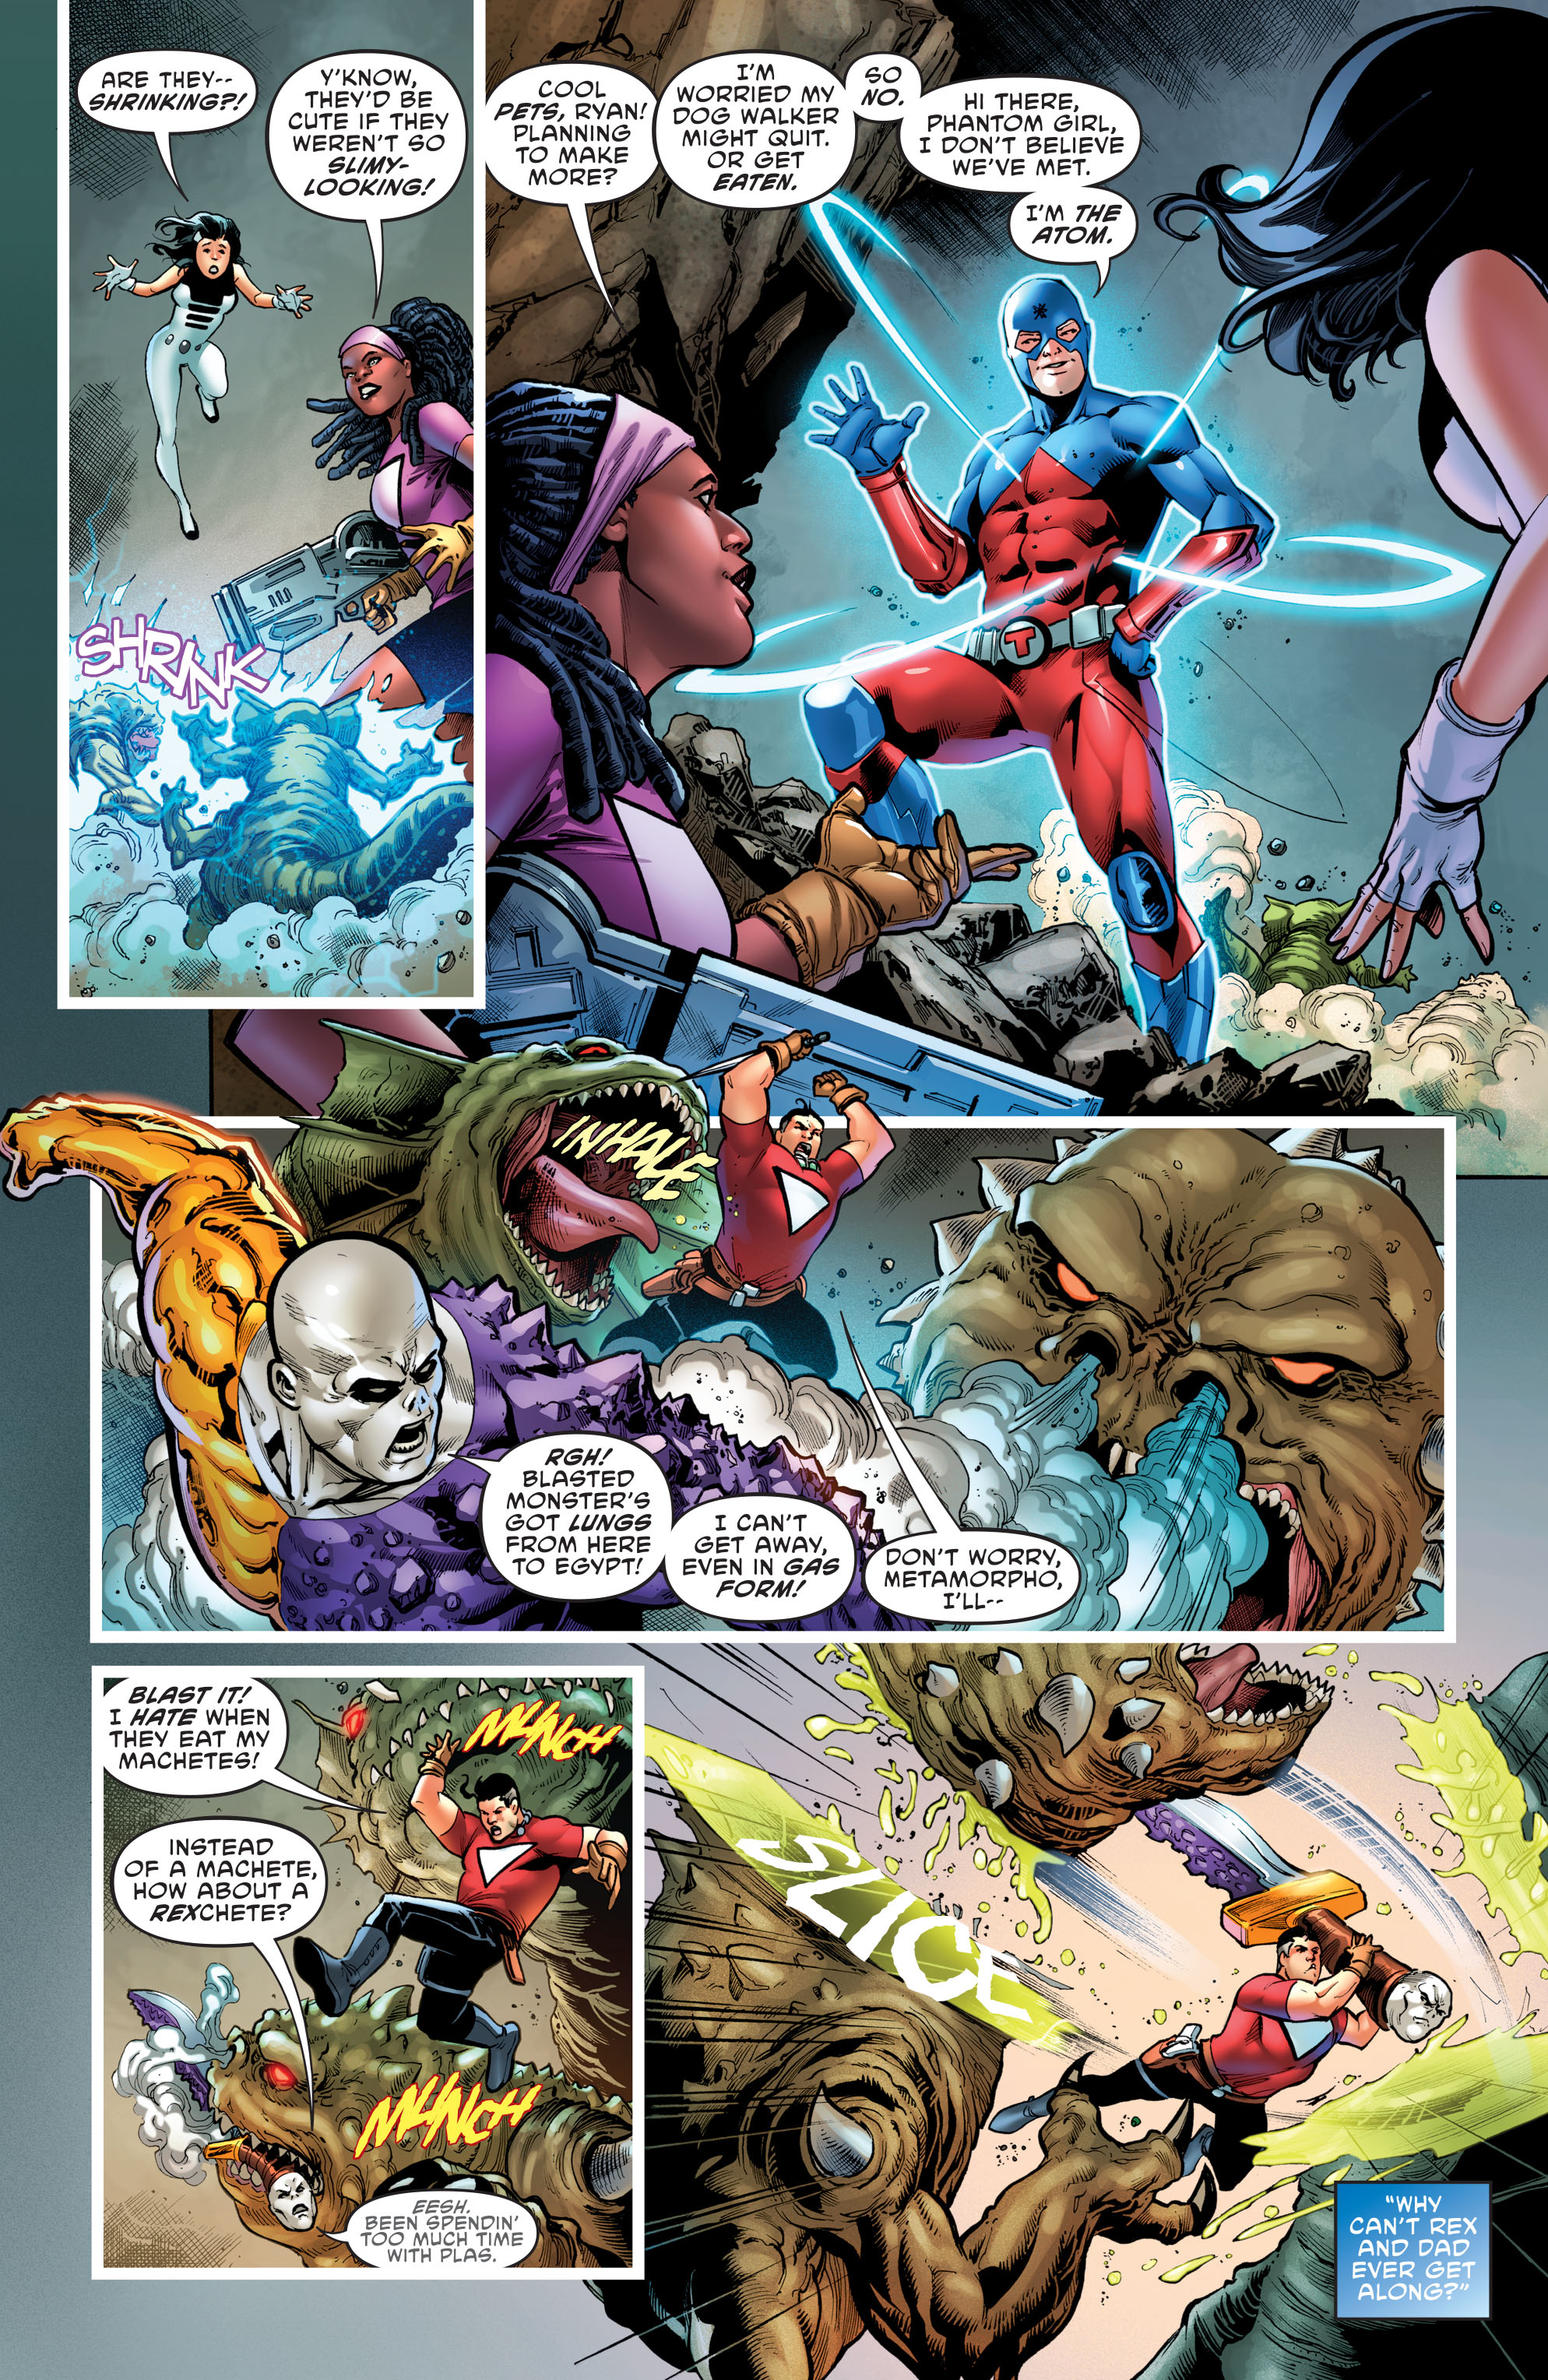 ARE THEY--
SHRINKING?!
Y'KNOW,
THEY'D BE
CUTE IF THEY
WEREN'T SO
SLIMY-
LOOKING!
SHRINK
COOL
PETS, RYAN!
PLANNING
TO MAKE
MORE?
I'M
WORRIED MY
DOG WALKER
MIGHT QUIT.
OR GET
EATEN.
SO
NO.
HI THERE,
PHANTOM GIRL,
I DON'T BELIEVE
WE'VE MET.
I'M THE
ATOM.
T
INHALE
RGH!
BLASTED
MONSTER'S
GOT LUNGS
FROM HERE
TO EGYPT!
I CAN'T
GET AWAY,
EVEN IN GAS
FORM!
DON'T WORRY,
METAMORPHO,
I'LL--
BLAST IT!
I HATE WHEN
THEY EAT MY
MACHETES!
MUNCH
INSTEAD
OF A MACHETE,
HOW ABOUT A
REXCHETE?
MUNCH
EESH.
BEEN SPENDIN'
TOO MUCH TIME
WITH PLAS.
SLICE
"WHY
CAN'T REX
AND DAD
EVER GET
ALONG?"